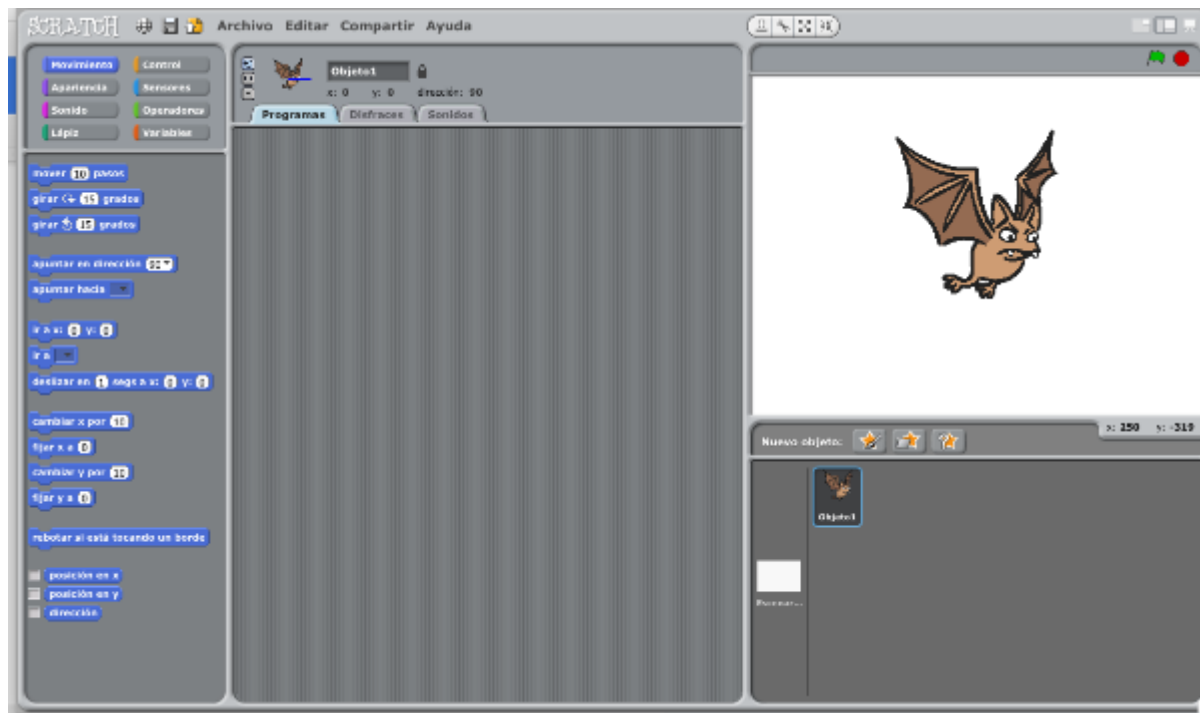 SCRATCH Archivo Editar Compartir Ayuda
Movimiento Control
Apariencia Sensores
Sonido Operadores
Lápiz Variables
mover 10 pasos
girar 15 grados
girar 15 grados
apuntar en dirección 90
apuntar hacia
ir a x: 0 y: 0
ir a
deslizar en 1 segs a x: 0 y: 0
cambiar x por 10
fijar x a 0
cambiar y por 10
fijar y a 0
rebotar si está tocando un borde
posición en x
posición en y
dirección
Objeto1
x: 0 y: 0 dirección: 90
Programas Disfraces Sonidos
x: 250 y: -319
Nuevo objeto:
Objeto1
Escenar...